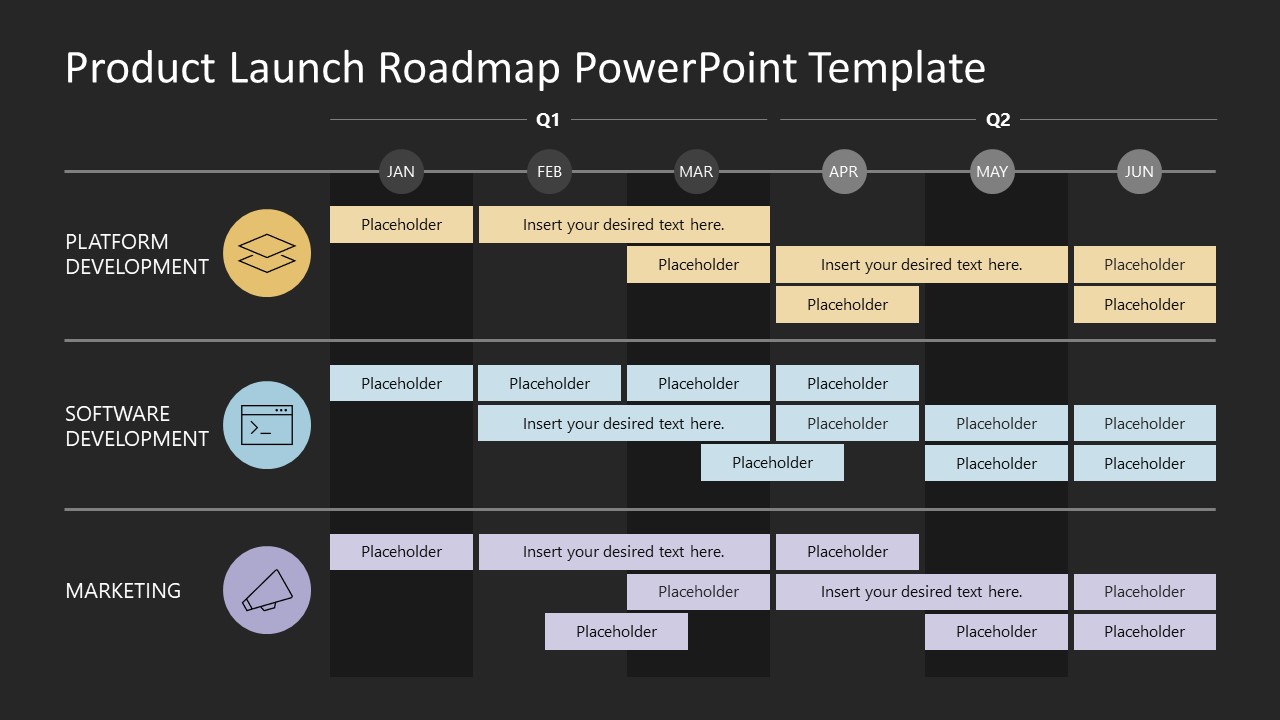 Product Launch Roadmap PowerPoint Template
Q1 Q2
JAN FEB MAR APR MAY JUN
PLATFORM
DEVELOPMENT
Placeholder Insert your desired text here.
Placeholder Insert your desired text here. Placeholder
Placeholder Placeholder
SOFTWARE
DEVELOPMENT
Placeholder Placeholder Placeholder Placeholder
Insert your desired text here. Placeholder Placeholder Placeholder
Placeholder Placeholder Placeholder
MARKETING
Placeholder Insert your desired text here. Placeholder
Placeholder Insert your desired text here. Placeholder
Placeholder Placeholder Placeholder